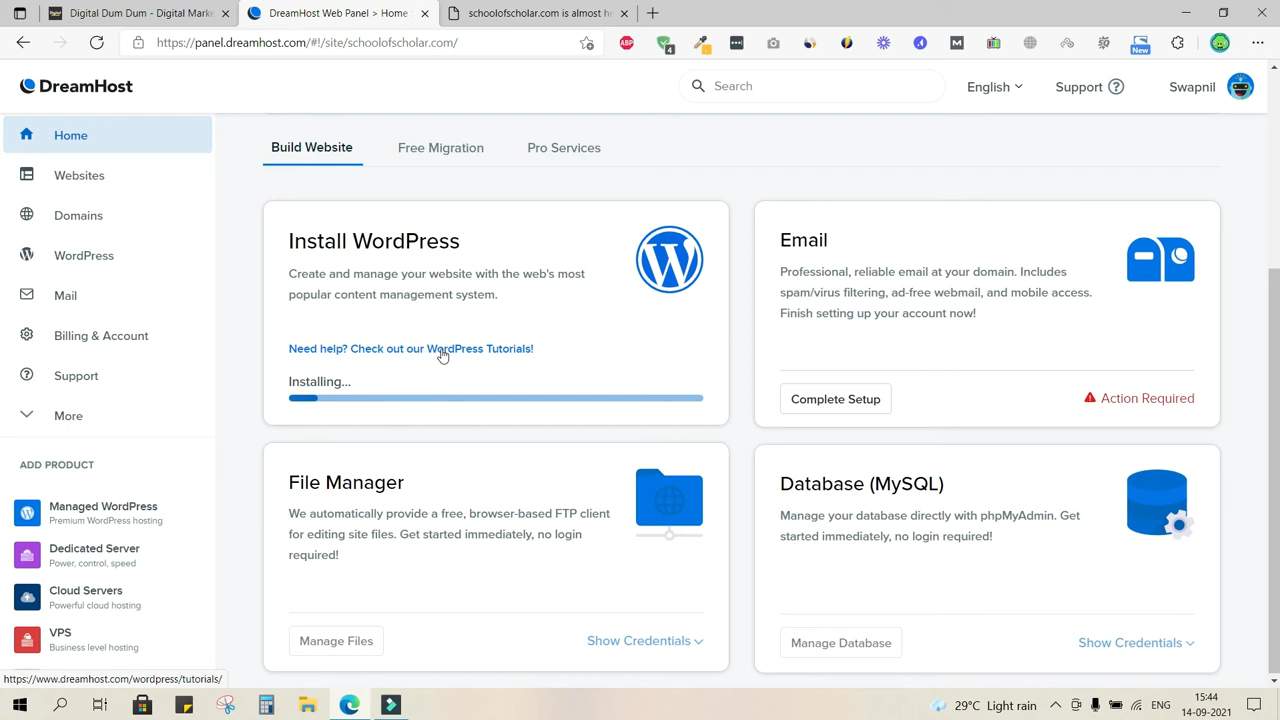 Digital Dum Dum - Digital Mark
DreamHost Web Panel > Home :
schoolofscholar.com is almost he
https://panel.dreamhost.com/#!/site/schoolofscholar.com/
ABP
4
M
New
DreamHost
Search
English
Support ?
Swapnil
Home
Websites
Domains
WordPress
Mail
Billing & Account
Support
More
ADD PRODUCT
Managed WordPress
Premium WordPress hosting
Dedicated Server
Power, control, speed
Cloud Servers
Powerful cloud hosting
VPS
Business level hosting
Build Website
Free Migration
Pro Services
Install WordPress
Create and manage your website with the web's most
popular content management system.
Need help? Check out our WordPress Tutorials!
Installing...
Email
Professional, reliable email at your domain. Includes
spam/virus filtering, ad-free webmail, and mobile access.
Finish setting up your account now!
Complete Setup
Action Required
File Manager
We automatically provide a free, browser-based FTP client
for editing site files. Get started immediately, no login
required!
Manage Files
Show Credentials
Database (MySQL)
Manage your database directly with phpMyAdmin. Get
started immediately, no login required!
Manage Database
Show Credentials
https://www.dreamhost.com/wordpress/tutorials/
29°C Light rain
ENG
15:44
14-09-2021